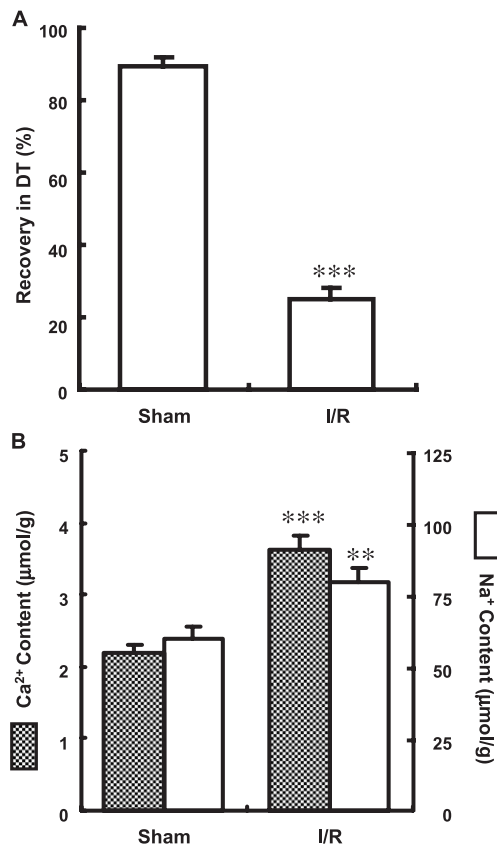 A
Recovery in DT (%)
100
80
60
40
20
0
***
Sham
I/R
B
Ca²⁺ Content (μmol/g)
5
4
3
2
1
0
***
**
Sham
I/R
125
100
75
50
25
0
Na⁺ Content (μmol/g)